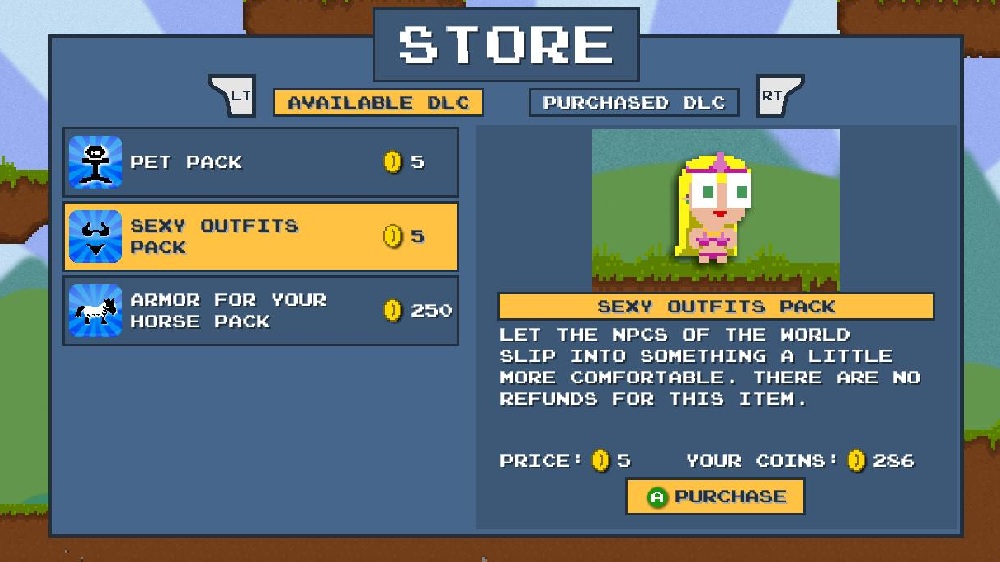 STORE
LT
AVAILABLE DLC
PURCHASED DLC
RT
PET PACK
5
SEXY OUTFITS
PACK
5
ARMOR FOR YOUR
HORSE PACK
250
SEXY OUTFITS PACK
LET THE NPCS OF THE WORLD
SLIP INTO SOMETHING A LITTLE
MORE COMFORTABLE. THERE ARE NO
REFUNDS FOR THIS ITEM.
PRICE: 5 YOUR COINS: 286
A PURCHASE